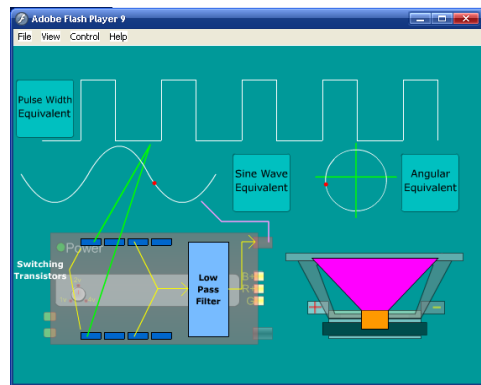 Adobe Flash Player 9
File View Control Help
Pulse Width
Equivalent
Sine Wave
Equivalent
Angular
Equivalent
Power
Switching
Transistors
Low
Pass
Filter
B+
R+
G
+
−